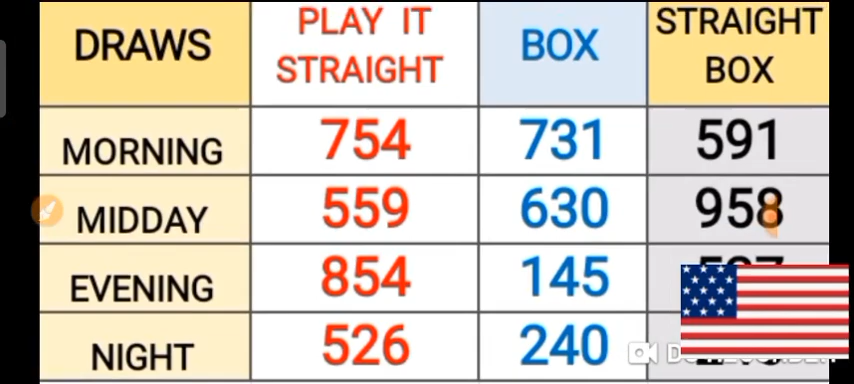 DRAWS PLAY IT STRAIGHT BOX STRAIGHT BOX
MORNING 754 731 591
MIDDAY 559 630 958
EVENING 854 145
NIGHT 526 240